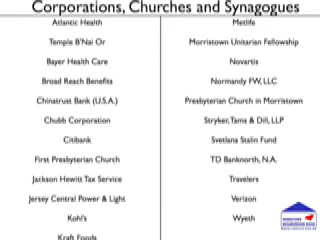 Corporations, Churches and Synagogues
Atlantic Health
Temple B'Nai Or
Bayer Health Care
Broad Reach Benefits
Chinatrust Bank (U.S.A.)
Chubb Corporation
Citibank
First Presbyterian Church
Jackson Hewitt Tax Service
Jersey Central Power & Light
Kohl's
Kraft Foods
Metlife
Morristown Unitarian Fellowship
Novartis
Normandy FW, LLC
Presbyterian Church in Morristown
Stryker, Tams & Dill, LLP
Svetlana Stalin Fund
TD Banknorth, N.A.
Travelers
Verizon
Wyeth